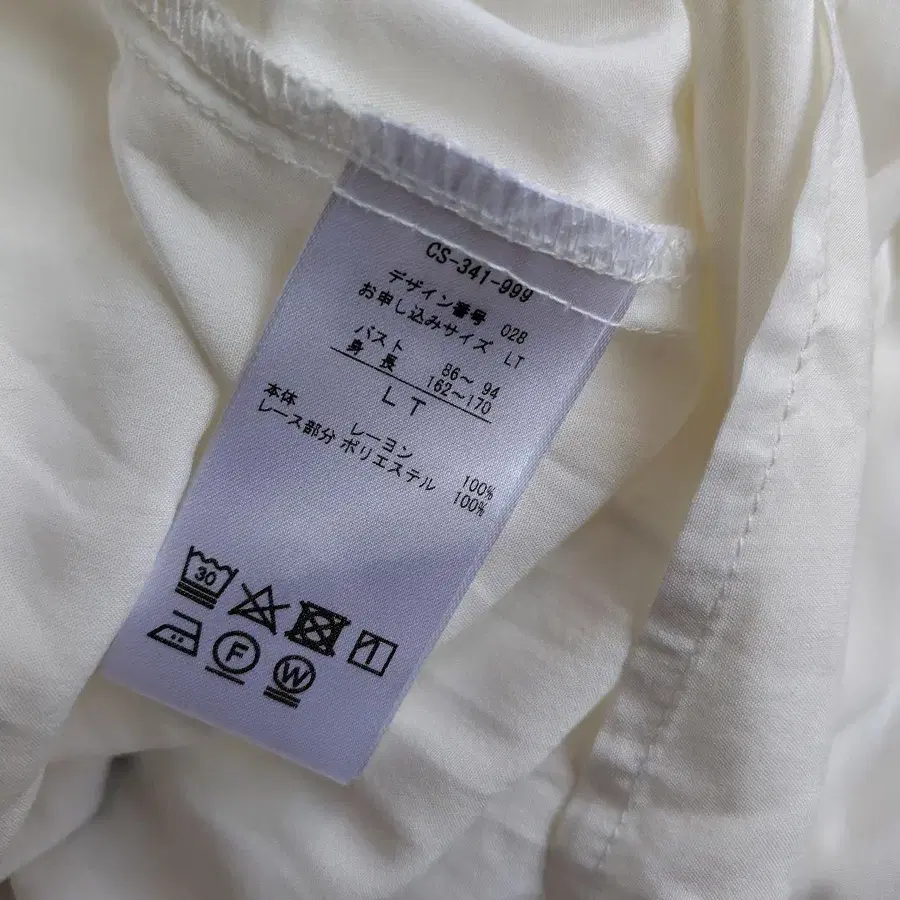 CS-341-999
デザイン番号 028
お申し込みサイズ LT
バスト 86～ 94
身長 162～170
LT
本体 レーヨン 100%
レース部分 ポリエステル 100%
30
F
W